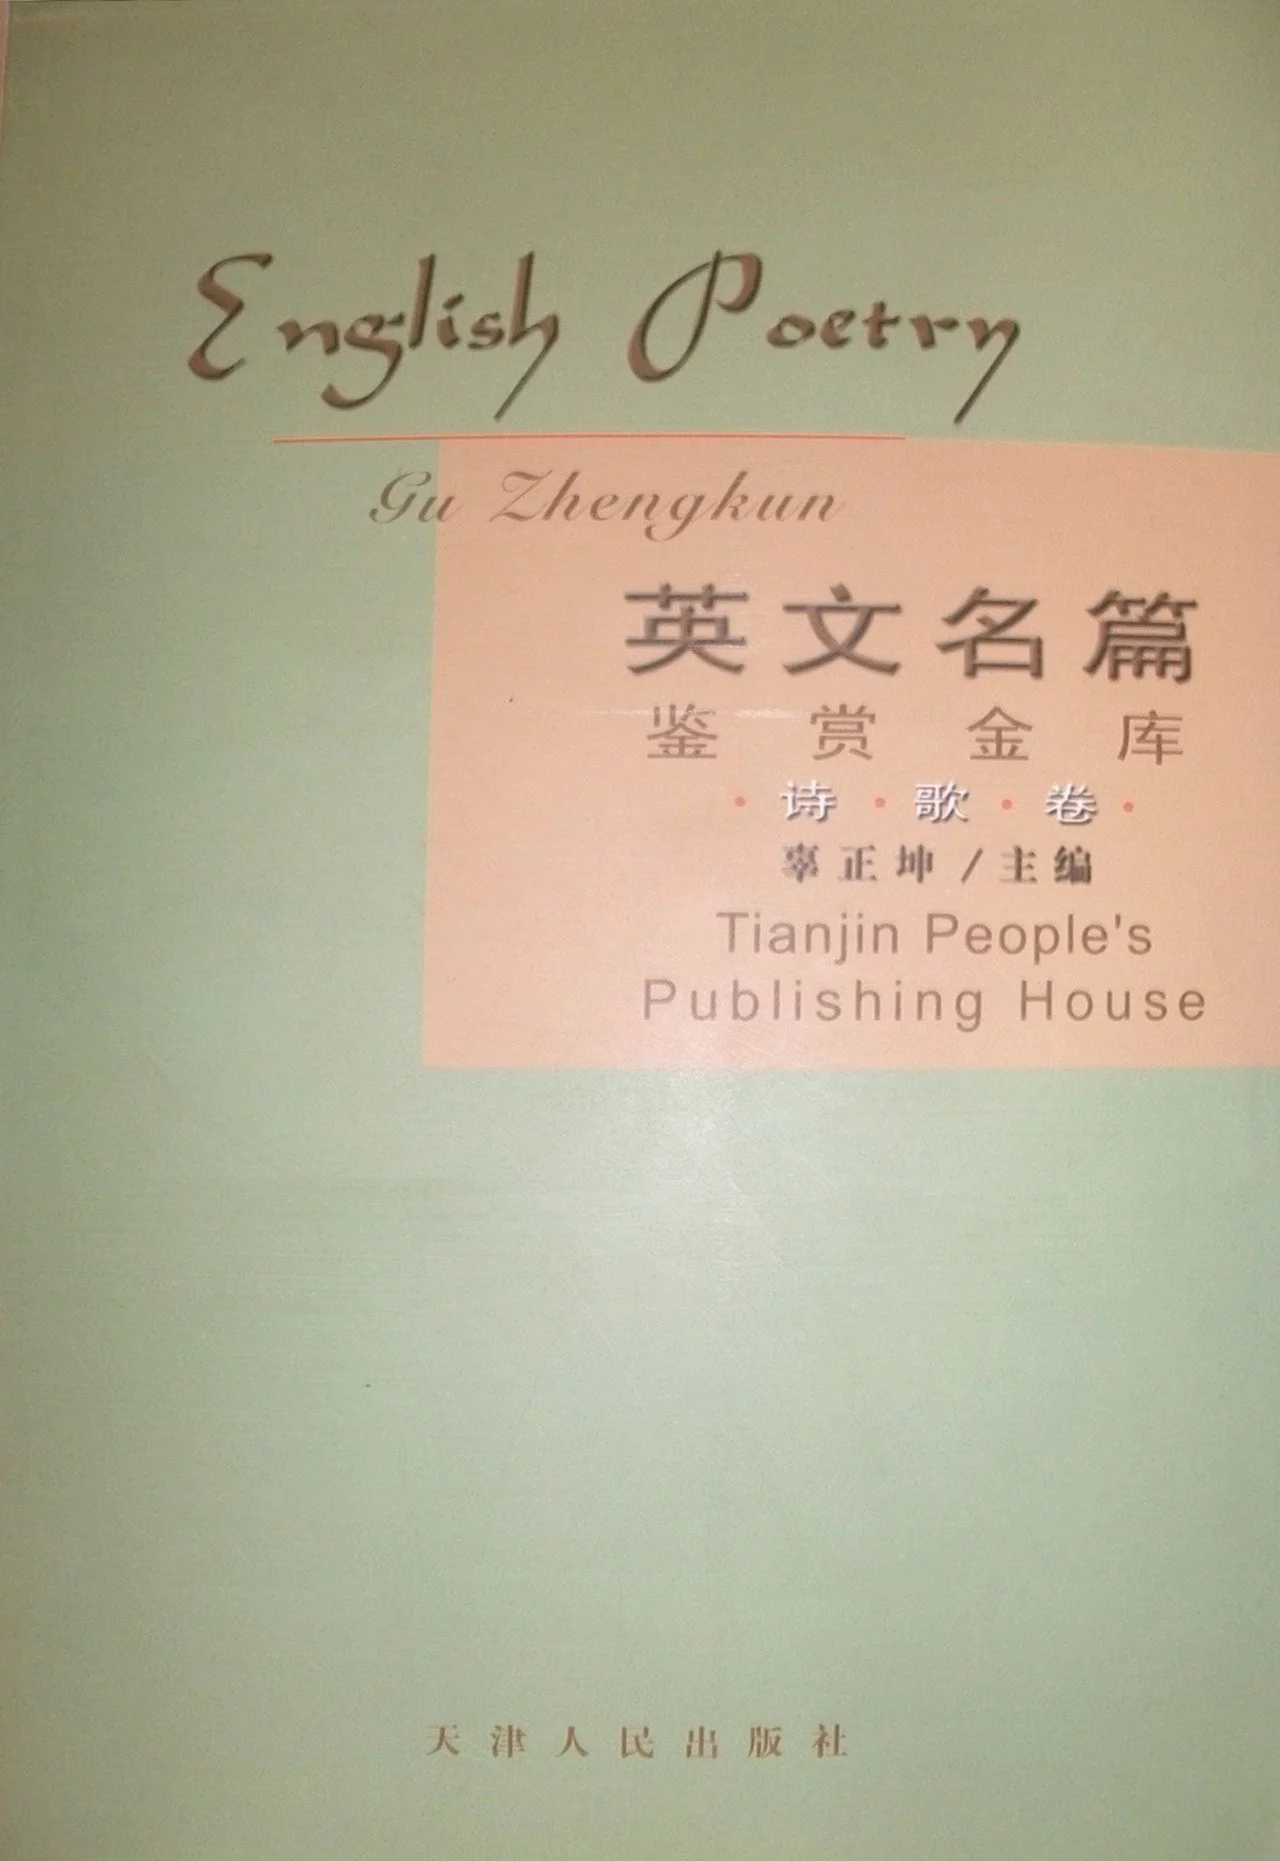 English Poetry
Gu Zhengkun
英文名篇
鉴赏金库
·诗·歌·卷·
辜正坤/主编
Tianjin People's
Publishing House
天津人民出版社